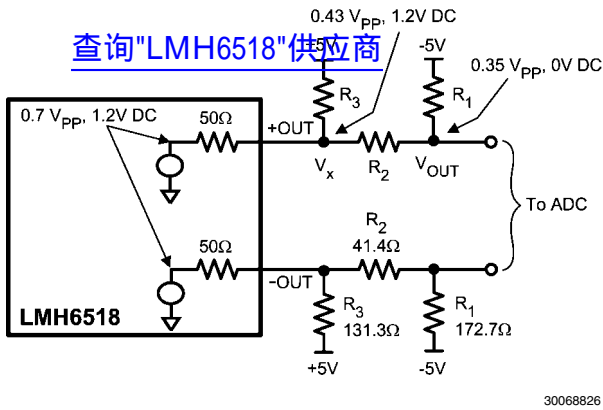 0.43 VPP, 1.2V DC
查询"LMH6518"供应商
+5V
-5V
0.35 VPP, 0V DC
0.7 VPP, 1.2V DC
R3
R1
50Ω
+OUT
Vx
R2
VOUT
To ADC
R2
41.4Ω
50Ω
-OUT
R3
131.3Ω
R1
172.7Ω
LMH6518
+5V
-5V
30068826